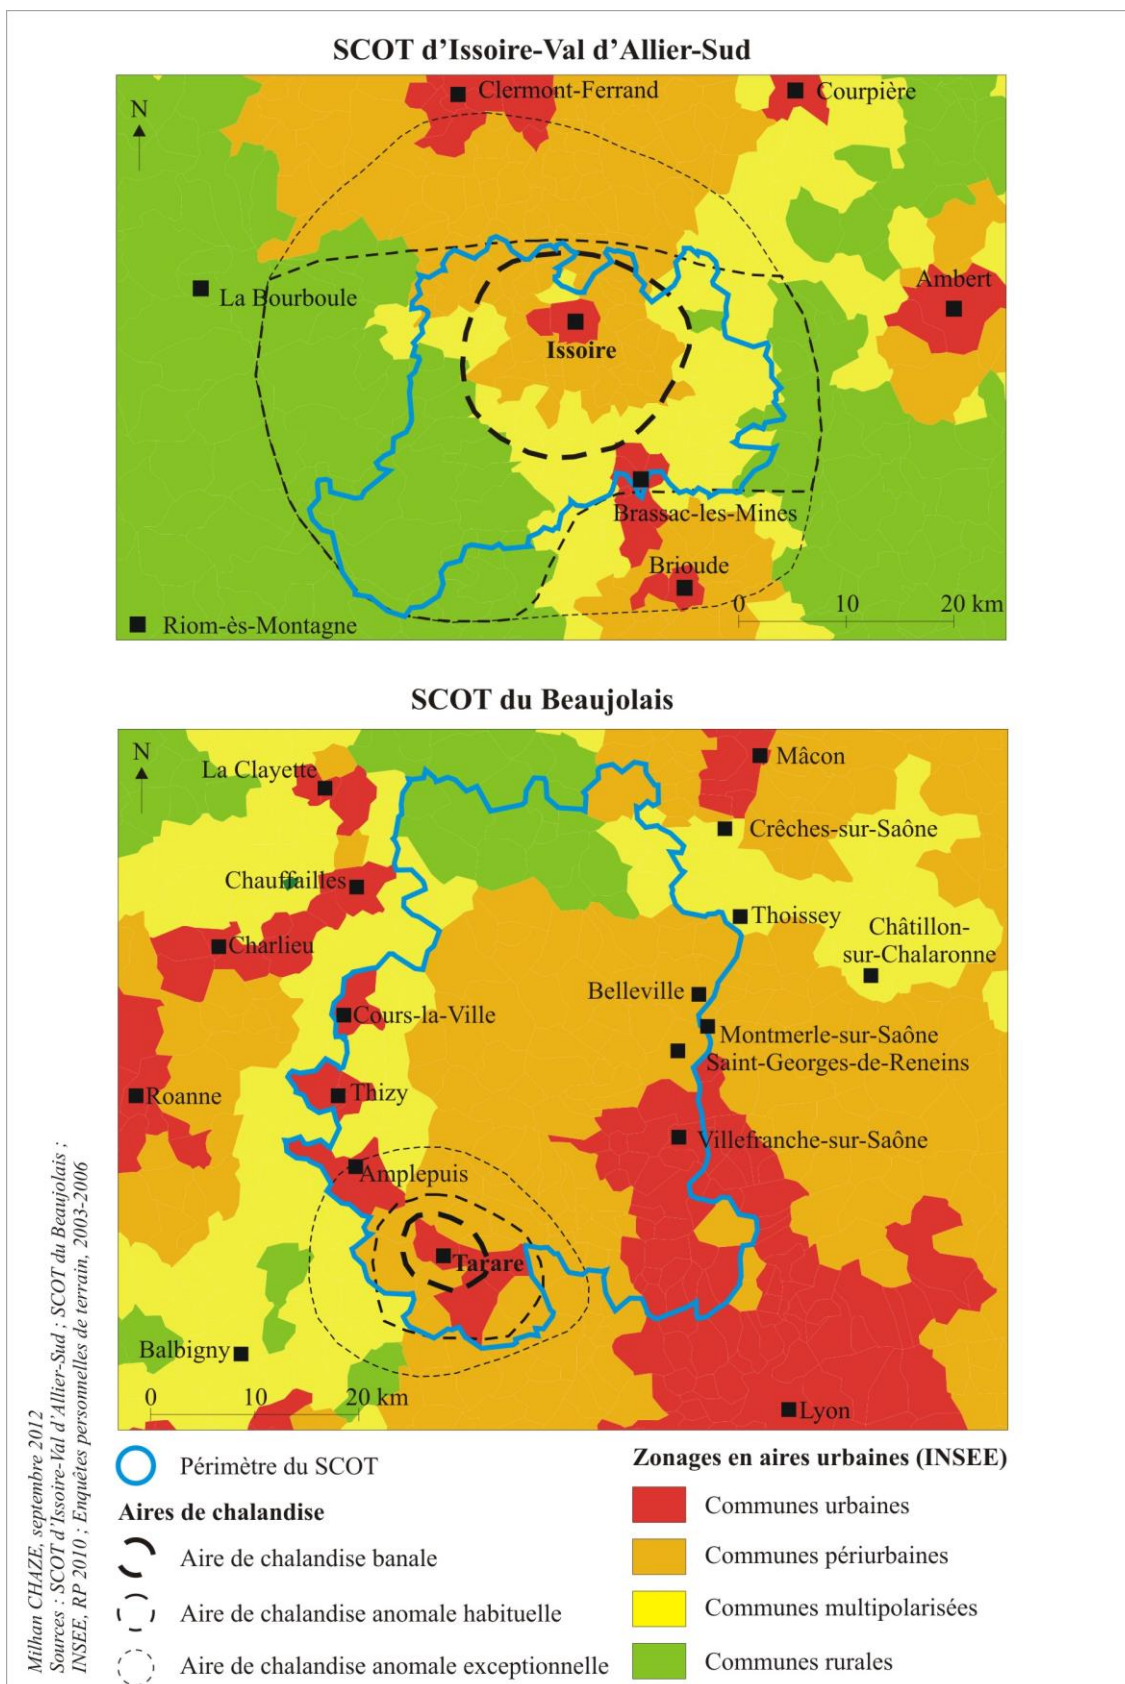 SCOT d'Issoire-Val d'Allier-Sud
N
Clermont-Ferrand
Courpière
La Bourboule
Ambert
Issoire
Brassac-les-Mines
Brioude
0 10 20 km
Riom-ès-Montagne
SCOT du Beaujolais
N
La Clayette
Mâcon
Crêches-sur-Saône
Chauffailles
Thoissey
Charlieu
Châtillon-
sur-Chalaronne
Belleville
Cours-la-Ville
Montmerle-sur-Saône
Saint-Georges-de-Reneins
Roanne
Thizy
Villefranche-sur-Saône
Amplepuis
Tarare
Balbigny
0 10 20 km
Lyon
Milhan CHAZE, septembre 2012
Sources : SCOT d'Issoire-Val d'Allier-Sud ; SCOT du Beaujolais ;
INSEE, RP 2010 ; Enquêtes personnelles de terrain, 2003-2006
Périmètre du SCOT
Aires de chalandise
Aire de chalandise banale
Aire de chalandise anomale habituelle
Aire de chalandise anomale exceptionnelle
Zonages en aires urbaines (INSEE)
Communes urbaines
Communes périurbaines
Communes multipolarisées
Communes rurales